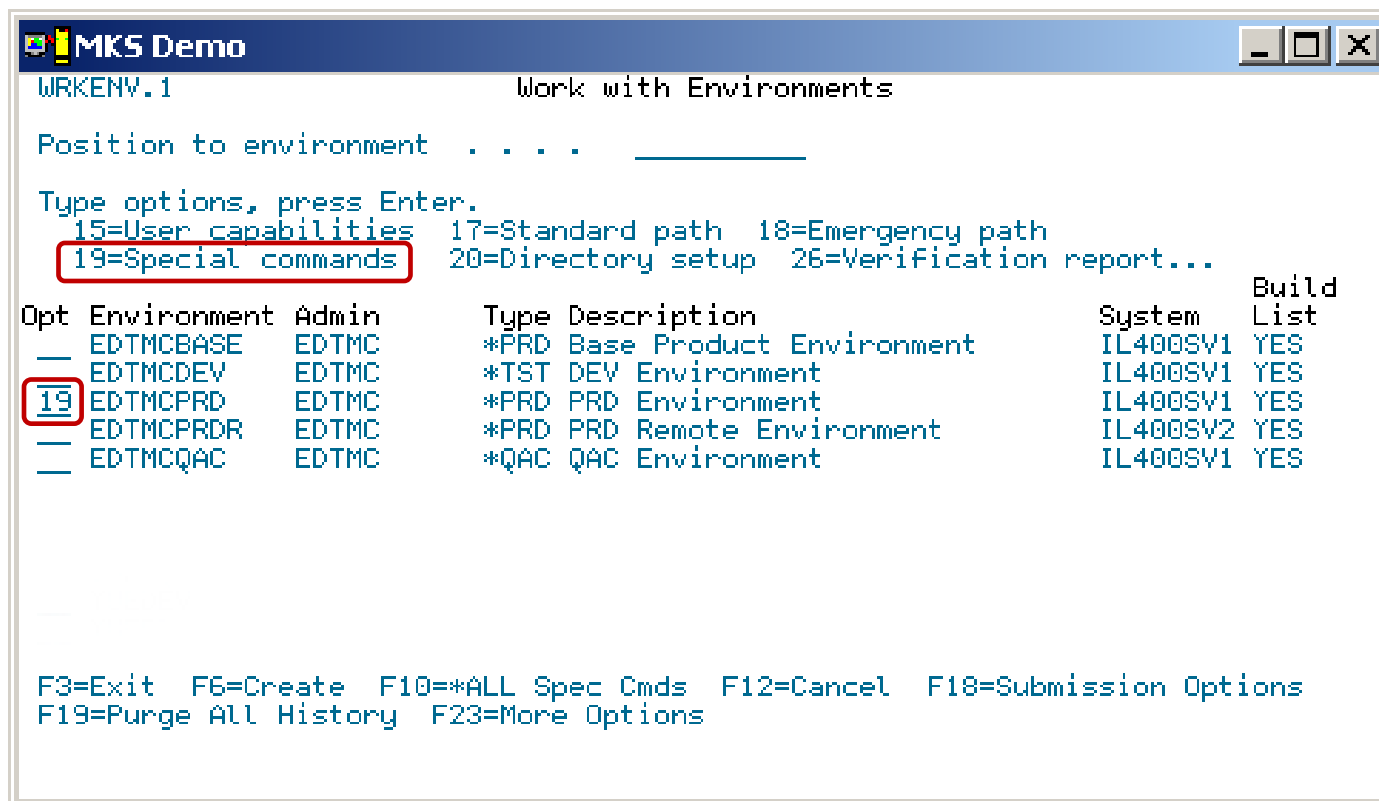 MKS Demo
WRKENV.1 Work with Environments
Position to environment . . . .
Type options, press Enter.
15=User capabilities 17=Standard path 18=Emergency path
19=Special commands 20=Directory setup 26=Verification report...
Build
Opt Environment Admin Type Description System List
EDTMCBASE EDTMC *PRD Base Product Environment IL400SV1 YES
EDTMCDEV EDTMC *TST DEV Environment IL400SV1 YES
19 EDTMCPRD EDTMC *PRD PRD Environment IL400SV1 YES
EDTMCPRDR EDTMC *PRD PRD Remote Environment IL400SV2 YES
EDTMCQAC EDTMC *QAC QAC Environment IL400SV1 YES
F3=Exit F6=Create F10=*ALL Spec Cmds F12=Cancel F18=Submission Options
F19=Purge All History F23=More Options